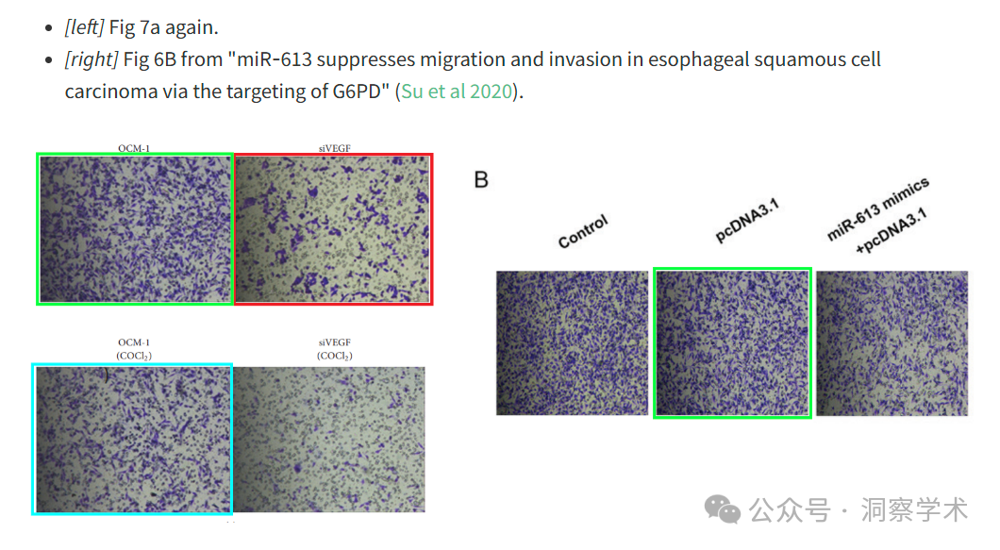 • [left] Fig 7a again.
• [right] Fig 6B from "miR-613 suppresses migration and invasion in esophageal squamous cell
carcinoma via the targeting of G6PD" (Su et al 2020).
OCM-1
siVEGF
OCM-1
(COCl₂)
siVEGF
(COCl₂)
B
Control
pcDNA3.1
miR-613 mimics
+pcDNA3.1
公众号 · 洞察学术